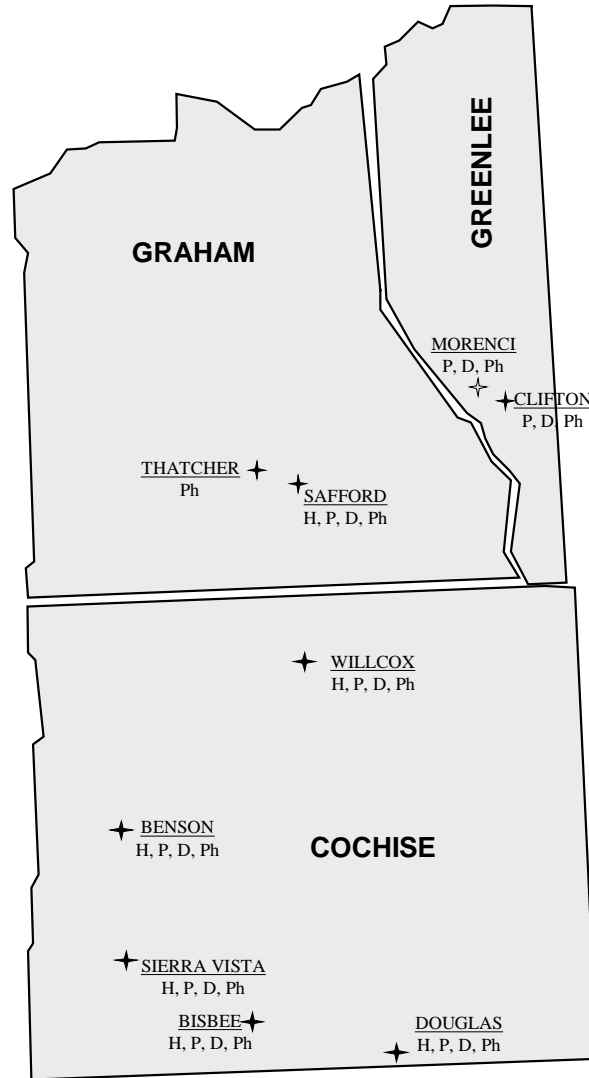 GREENLEE
GRAHAM
MORENCI
P, D, Ph
CLIFTON
P, D, Ph
THATCHER
Ph
SAFFORD
H, P, D, Ph
WILLCOX
H, P, D, Ph
BENSON
H, P, D, Ph
COCHISE
SIERRA VISTA
H, P, D, Ph
BISBEE
H, P, D, Ph
DOUGLAS
H, P, D, Ph